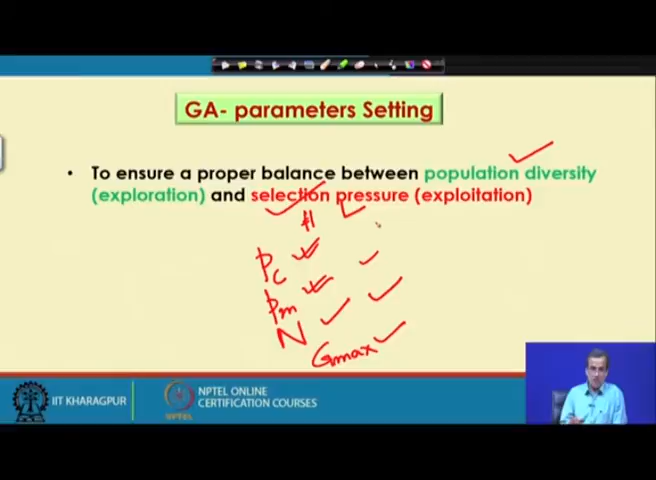 GA- parameters Setting
• To ensure a proper balance between population diversity
(exploration) and selection pressure (exploitation)
Pc
Pm
N
Gmax
IIT KHARAGPUR
NPTEL ONLINE
CERTIFICATION COURSES
NPTEL